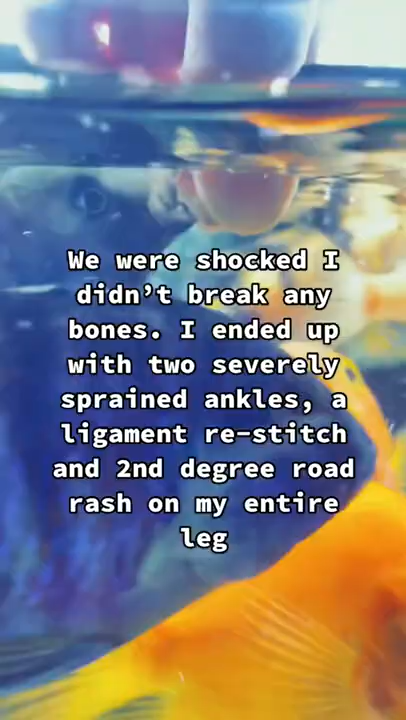 We were shocked I
didn’t break any
bones. I ended up
with two severely
sprained ankles, a
ligament re-stitch
and 2nd degree road
rash on my entire
leg